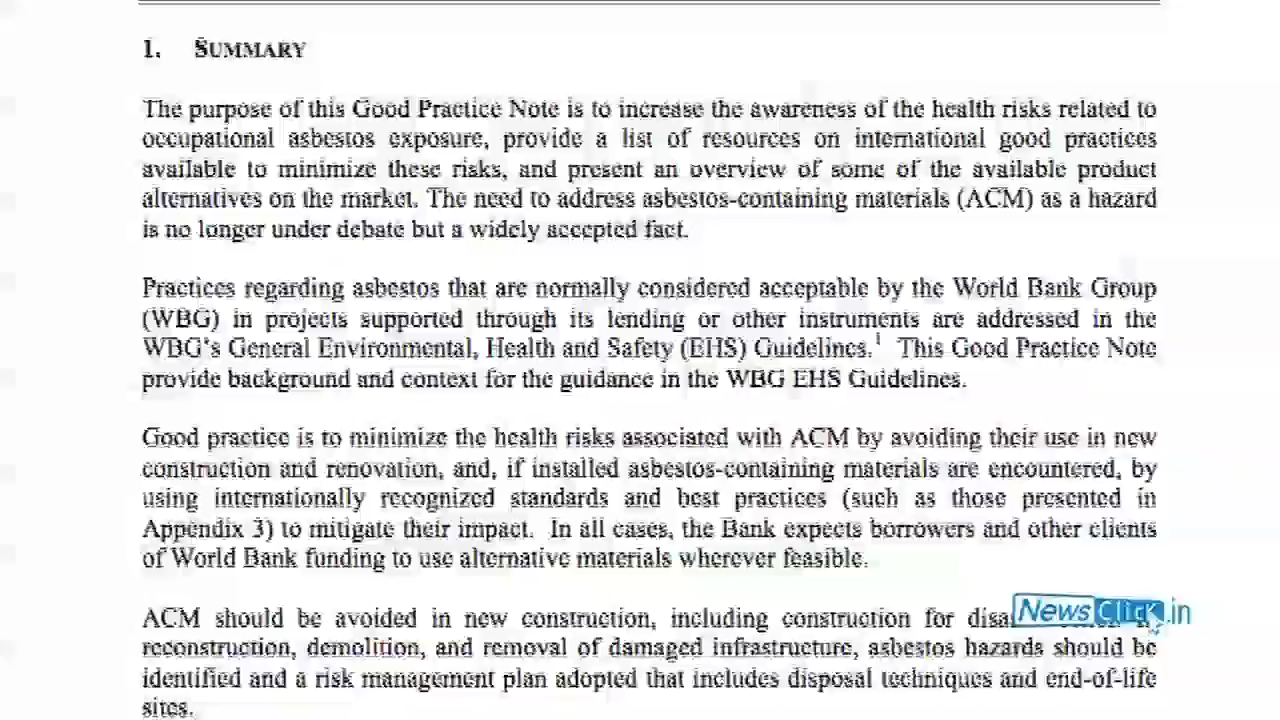 1. SUMMARY
The purpose of this Good Practice Note is to increase the awareness of the health risks related to
occupational asbestos exposure, provide a list of resources on international good practices
available to minimize these risks, and present an overview of some of the available product
alternatives on the market. The need to address asbestos-containing materials (ACM) as a hazard
is no longer under debate but a widely accepted fact.
Practices regarding asbestos that are normally considered acceptable by the World Bank Group
(WBG) in projects supported through its lending or other instruments are addressed in the
WBG's General Environmental, Health and Safety (EHS) Guidelines.1 This Good Practice Note
provide background and context for the guidance in the WBG EHS Guidelines.
Good practice is to minimize the health risks associated with ACM by avoiding their use in new
construction and renovation, and, if installed asbestos-containing materials are encountered, by
using internationally recognized standards and best practices (such as those presented in
Appendix 3) to mitigate their impact. In all cases, the Bank expects borrowers and other clients
of World Bank funding to use alternative materials wherever feasible.
ACM should be avoided in new construction, including construction for
reconstruction, demolition, and removal of damaged infrastructure, asbestos hazards should be
identified and a risk management plan adopted that includes disposal techniques and end-of-life
sites.
NewsClick.in